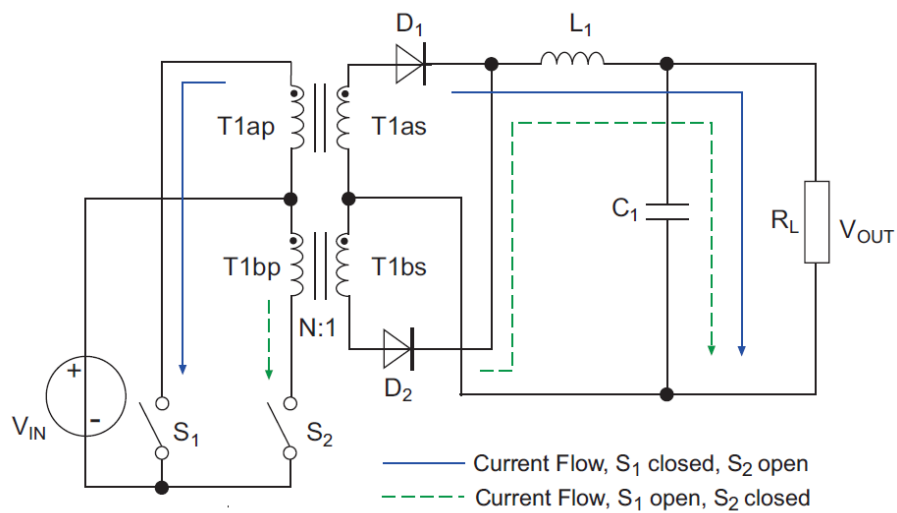 D1
L1
T1ap
T1as
C1
RL
VOUT
T1bp
T1bs
N:1
D2
+
-
VIN
S1
S2
Current Flow, S1 closed, S2 open
Current Flow, S1 open, S2 closed